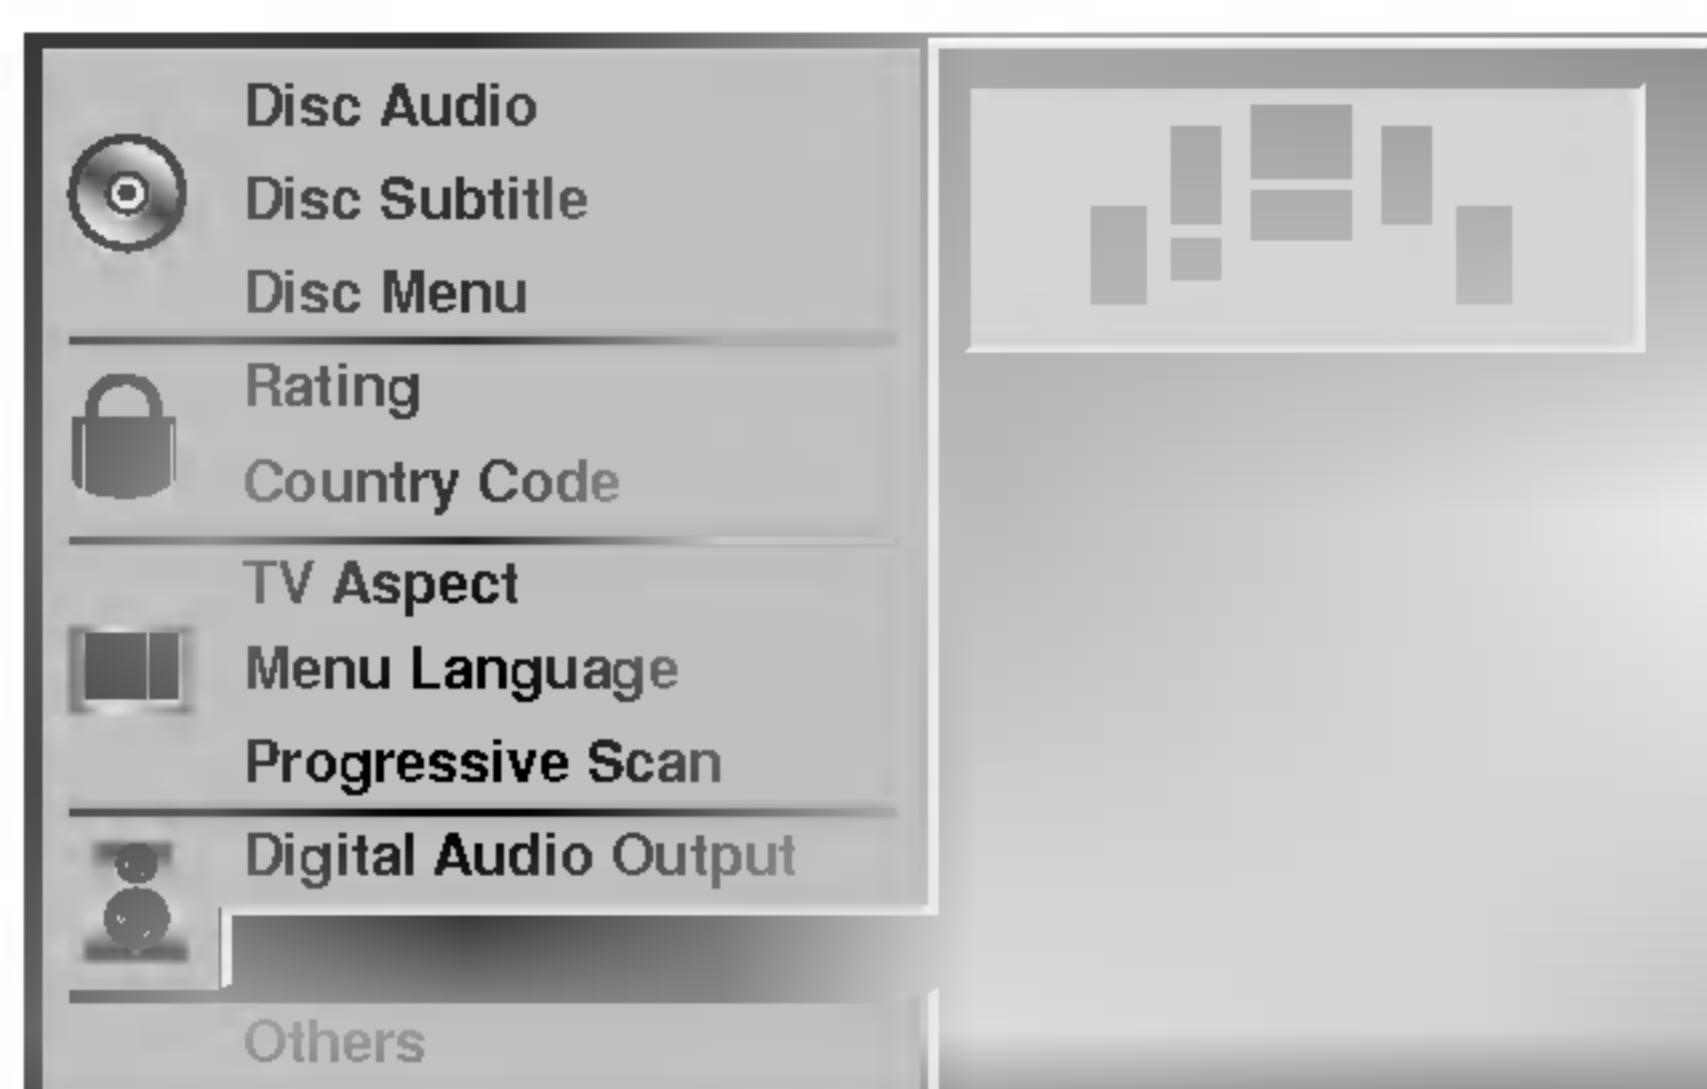 Disc Audio
Disc Subtitle
Disc Menu
Rating
Country Code
TV Aspect
Menu Language
Progressive Scan
Digital Audio Output
Others